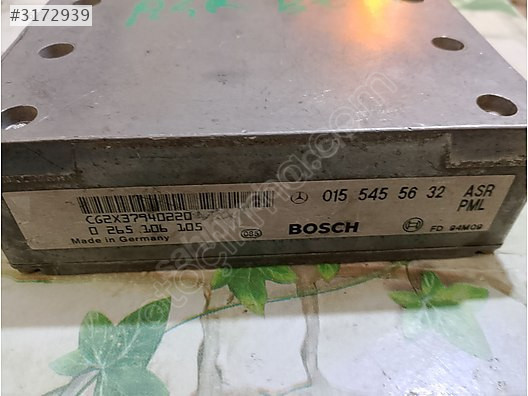 #3172939
CG2X37940220
0 265 106 105
Made in Germany
BOSCH
015 545 56 32
ASR
PML
FD 94M09